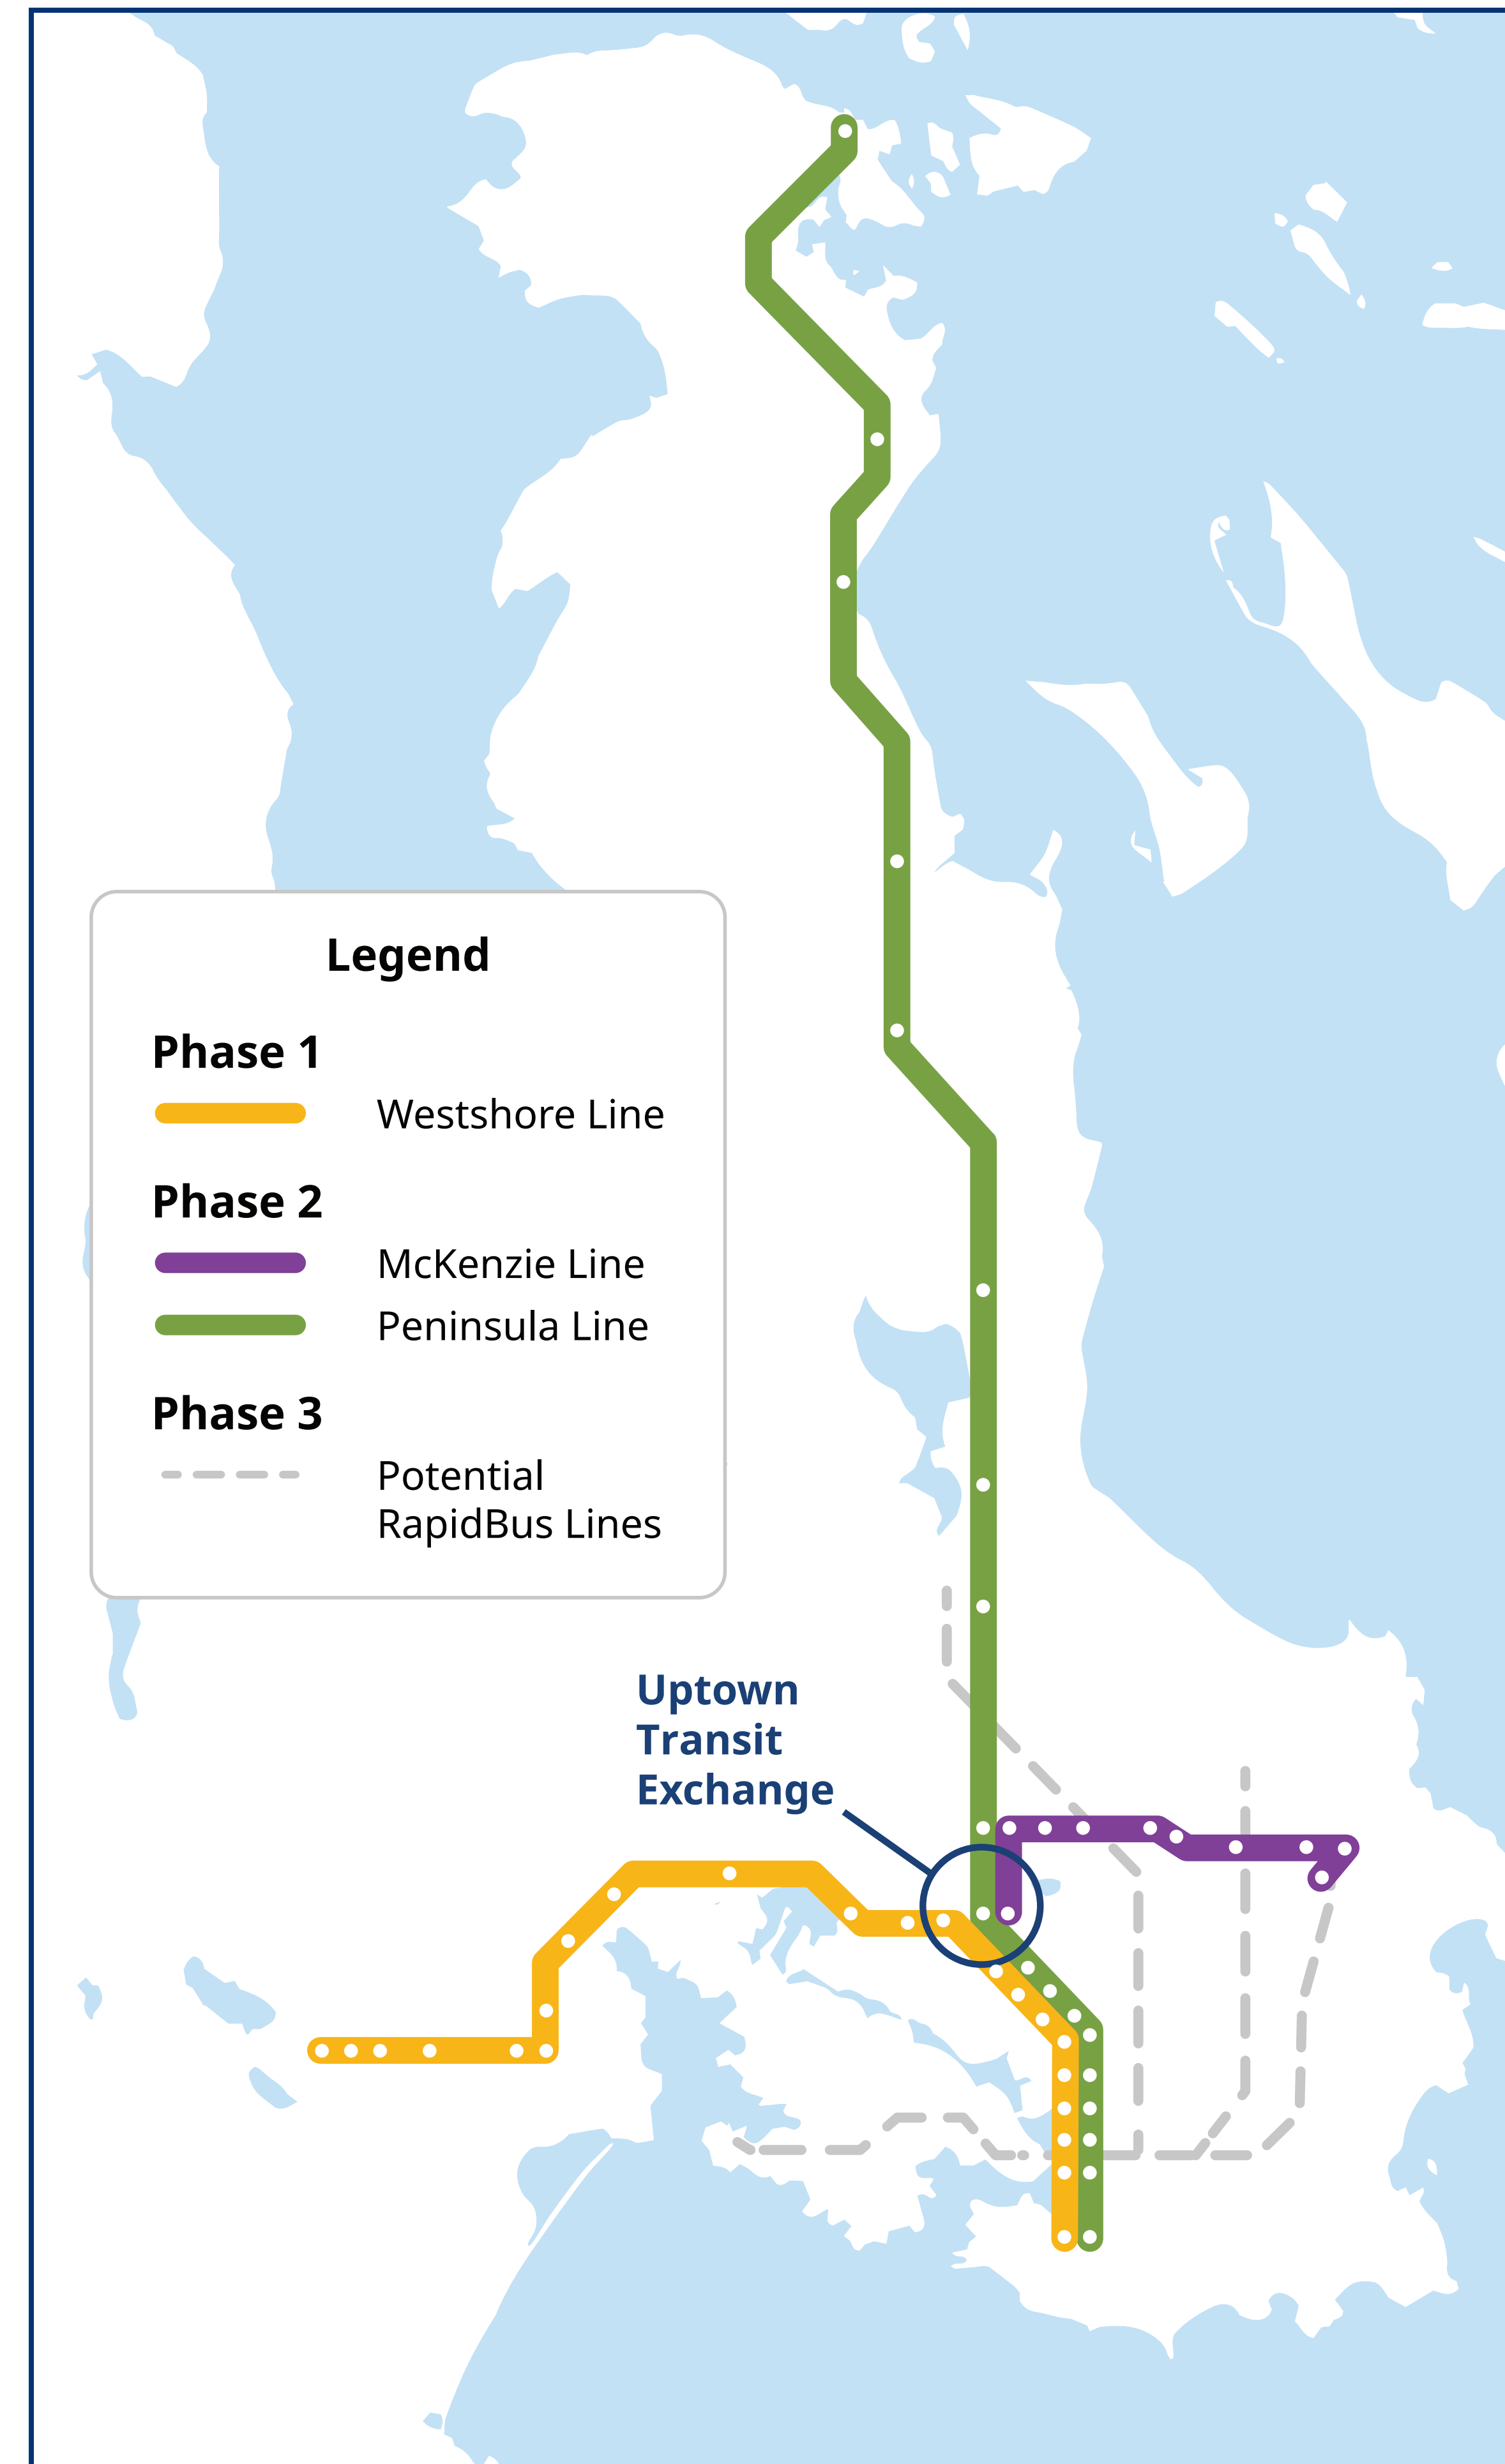 Legend
Phase 1
Westshore Line
Phase 2
McKenzie Line
Peninsula Line
Phase 3
Potential
RapidBus Lines
Uptown
Transit
Exchange